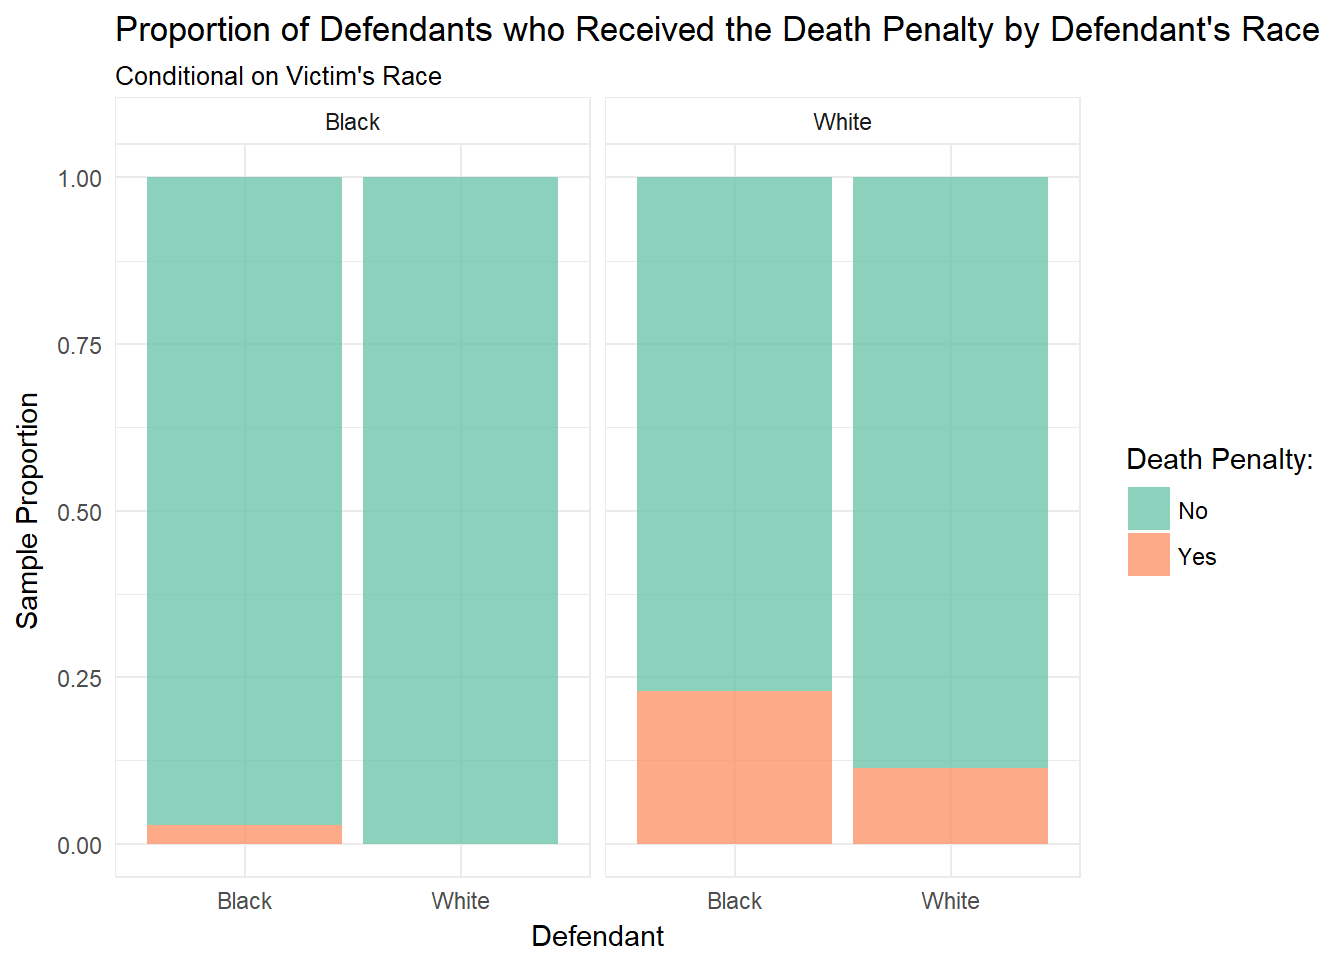 Proportion of Defendants who Received the Death Penalty by Defendant's Race
Conditional on Victim's Race
Black
White
1.00
0.75
0.50
0.25
0.00
Sample Proportion
Black
White
Black
White
Defendant
Death Penalty:
No
Yes